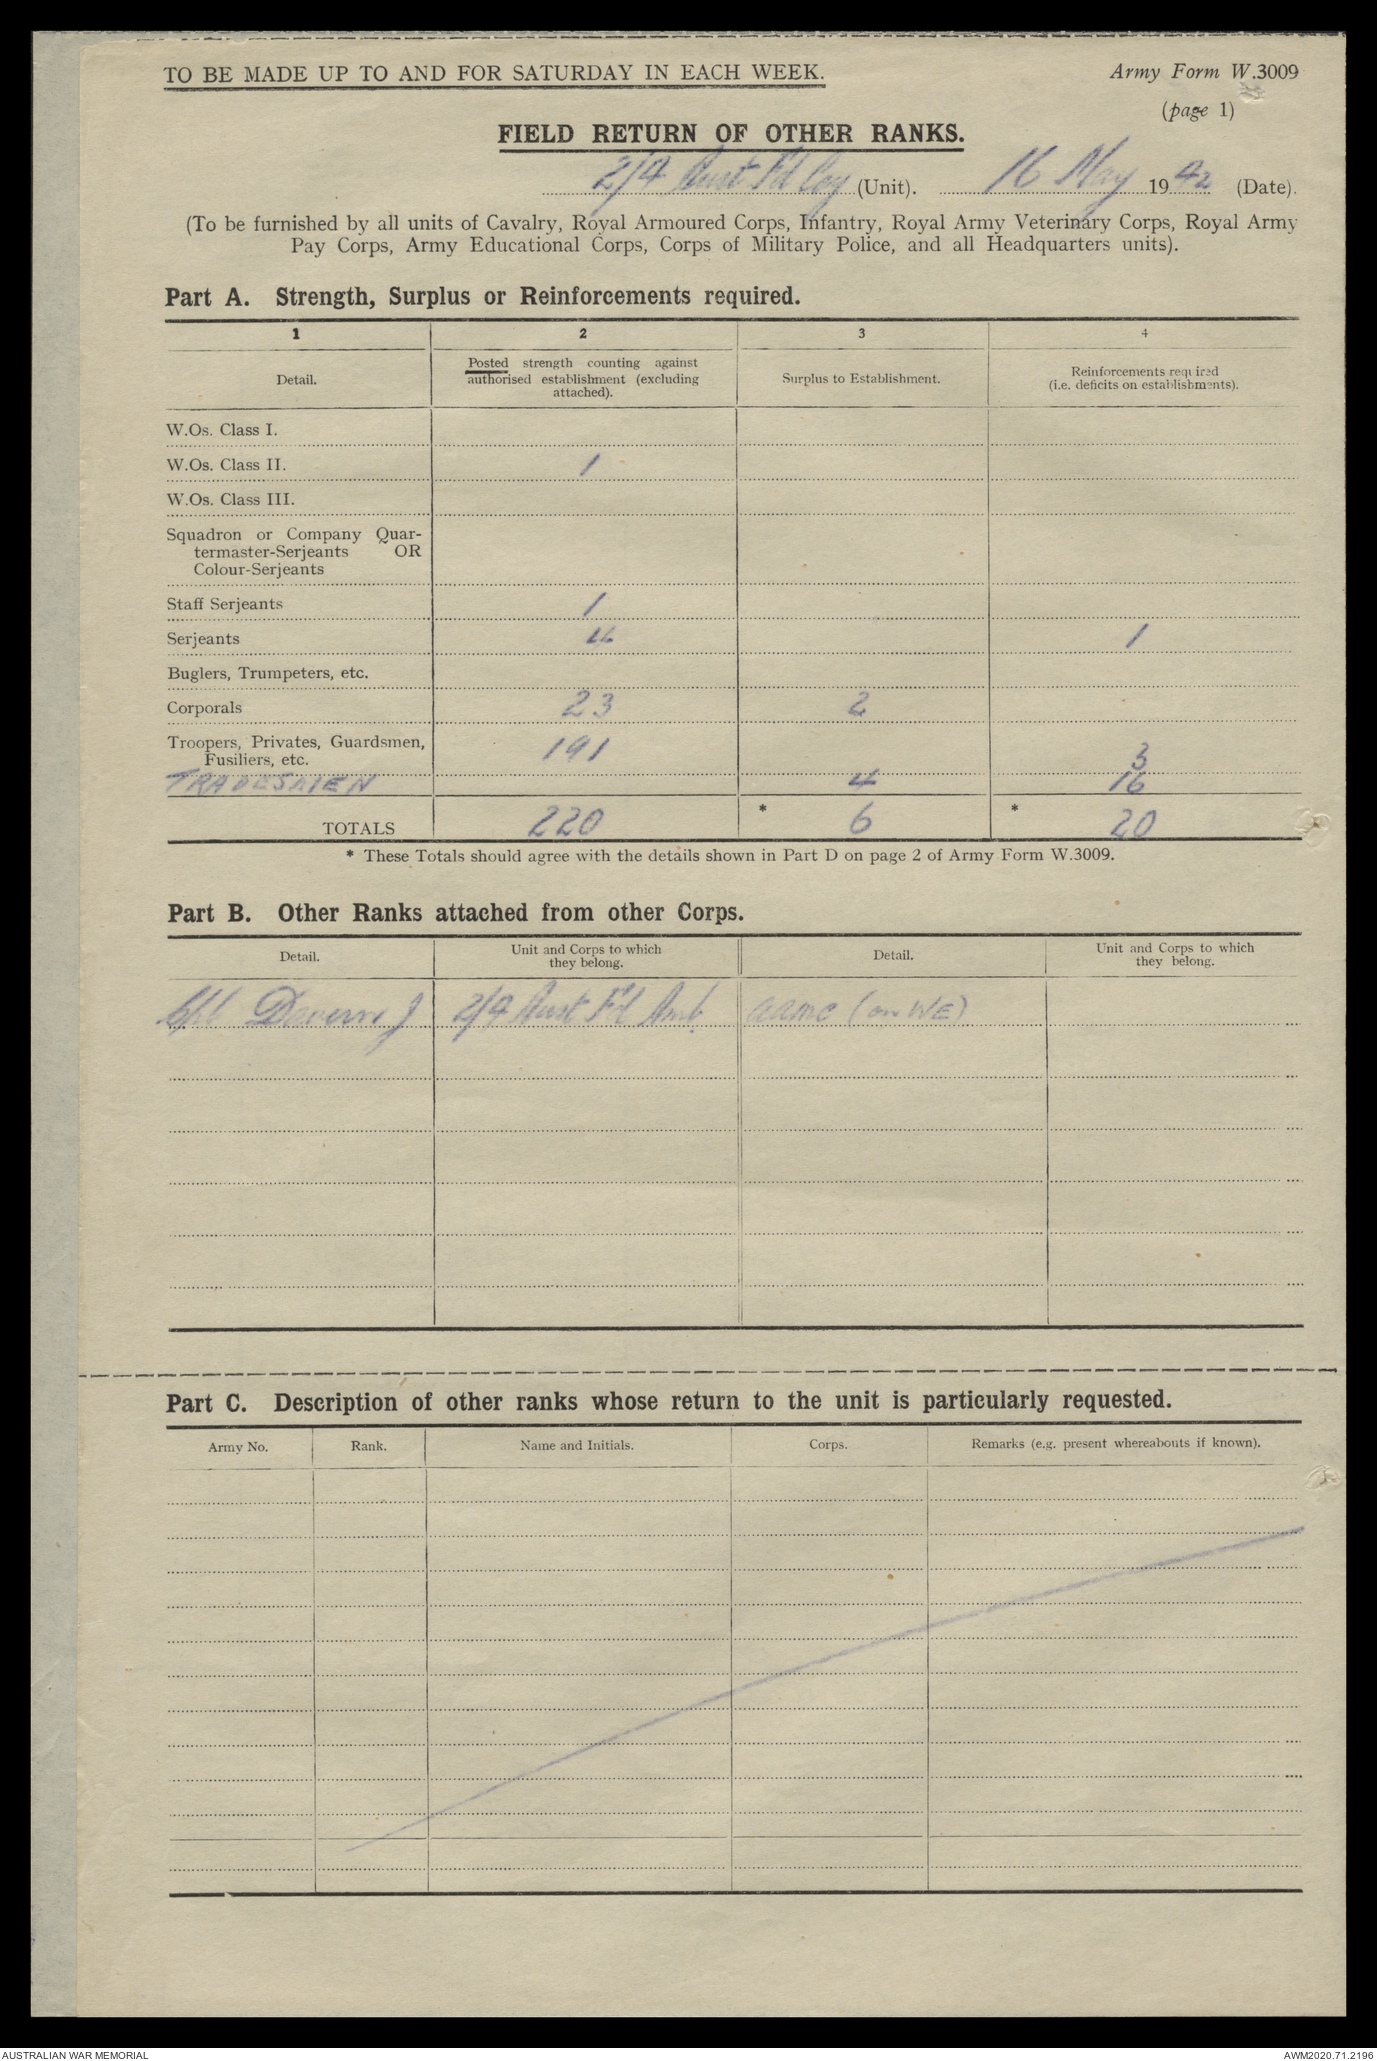 TO BE MADE UP TO AND FOR SATURDAY IN EACH WEEK.
Army Form W.3009
(page 1)
FIELD RETURN OF OTHER RANKS.
2/4 Aust Fd Coy (Unit). 16 May 1942 (Date).
(To be furnished by all units of Cavalry, Royal Armoured Corps, Infantry, Royal Army Veterinary Corps, Royal Army
Pay Corps, Army Educational Corps, Corps of Military Police, and all Headquarters units).
Part A. Strength, Surplus or Reinforcements required.
1 2 3 4
Detail.
Posted strength counting against
authorised establishment (excluding
attached).
Surplus to Establishment.
Reinforcements required
(i.e. deficits on establishments).
W.Os. Class I.
W.Os. Class II. 1
W.Os. Class III.
Squadron or Company Quar-
termaster-Serjeants OR
Colour-Serjeants
Staff Serjeants 1
Serjeants 4 1
Buglers, Trumpeters, etc.
Corporals 23 2
Troopers, Privates, Guardsmen,
Fusiliers, etc. 191 3
TRADESMEN 4 16
TOTALS 220 * 6 * 20
* These Totals should agree with the details shown in Part D on page 2 of Army Form W.3009.
Part B. Other Ranks attached from other Corps.
Detail.
Unit and Corps to which
they belong.
Detail.
Unit and Corps to which
they belong.
Cpl Davern J 2/4 Aust Fd Amb. AAMC (on WE)
Part C. Description of other ranks whose return to the unit is particularly requested.
Army No. Rank. Name and Initials. Corps. Remarks (e.g. present whereabouts if known).
AUSTRALIAN WAR MEMORIAL
AWM2020.71.2196